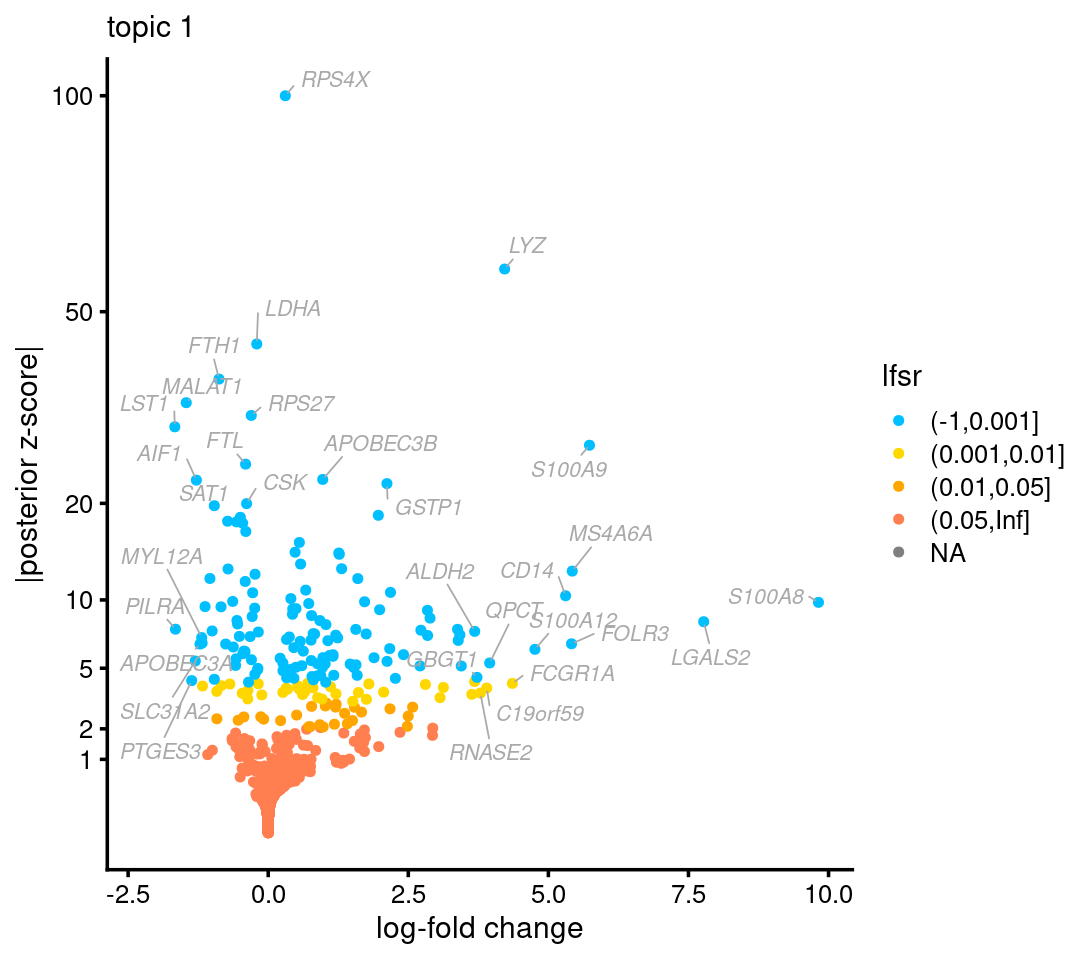 topic 1
RPS4X
100
LYZ
LDHA
50
FTH1
MALAT1
LST1
RPS27
FTL
APOBEC3B
AIF1
S100A9
CSK
SAT1
GSTP1
20
MS4A6A
MYL12A
CD14
ALDH2
S100A8
10
PILRA
QPCT
S100A12
FOLR3
GBGT1
LGALS2
APOBEC3A
5
FCGR1A
SLC31A2
C19orf59
2
PTGES3
RNASE2
1
|posterior z-score|
-2.5 0.0 2.5 5.0 7.5 10.0
log-fold change
lfsr
(-1,0.001]
(0.001,0.01]
(0.01,0.05]
(0.05,Inf]
NA